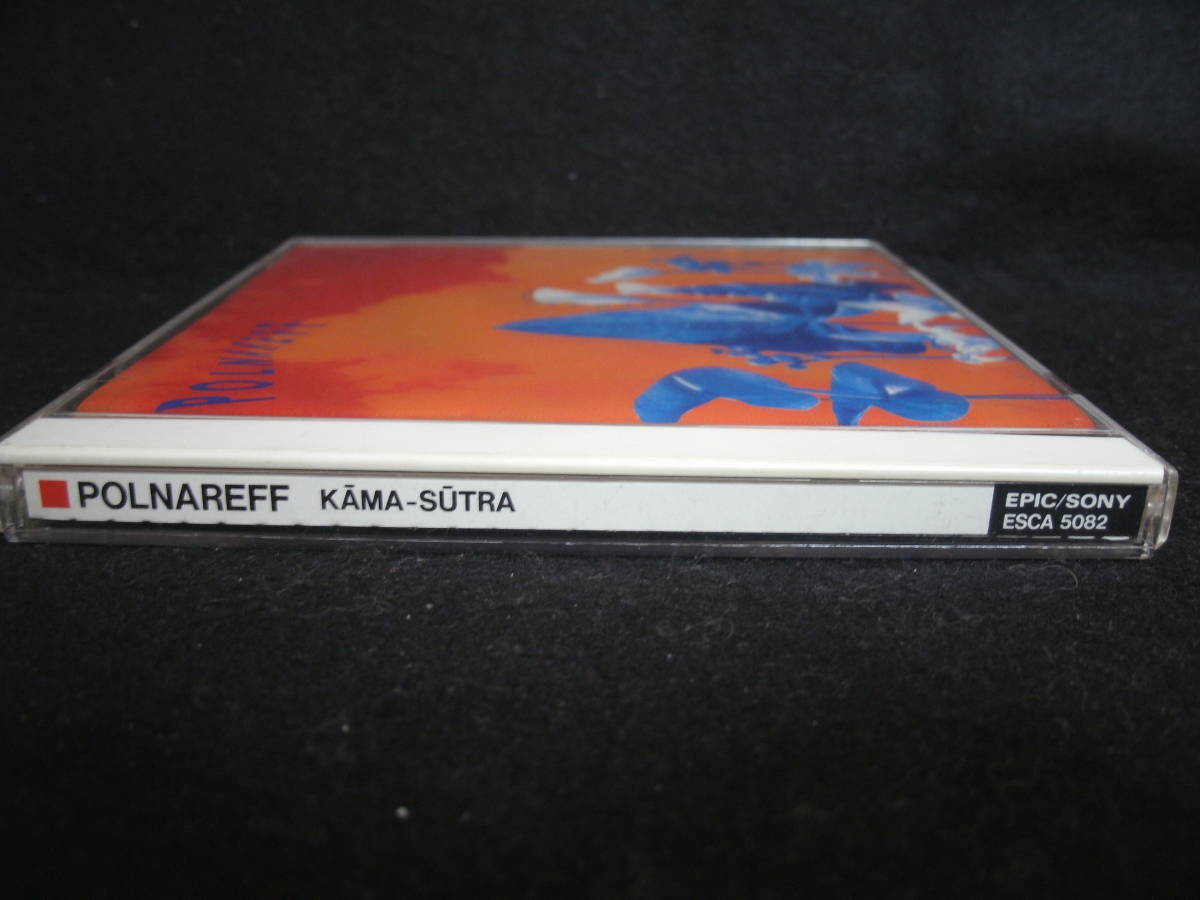 POLNAREFF
POLNAREFF KĀMA-SŪTRA
EPIC/SONY
ESCA 5082